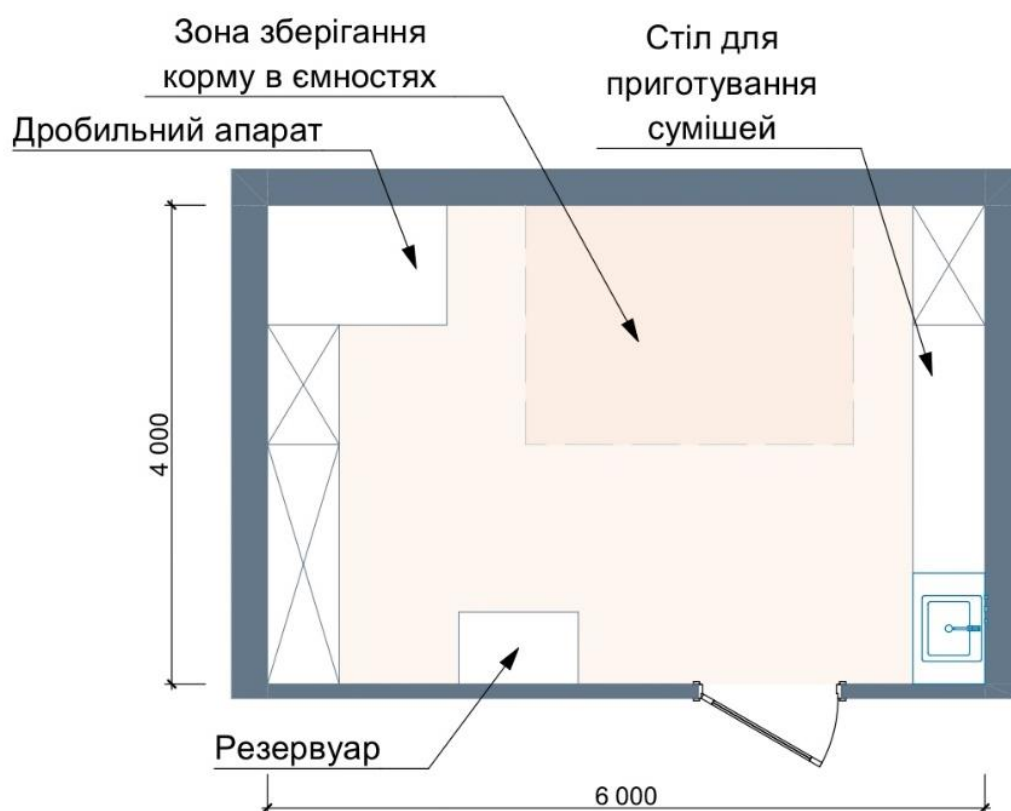 Зона зберігання
корму в ємностях
Стіл для
приготування
сумішей
Дробильний апарат
4 000
Резервуар
6 000